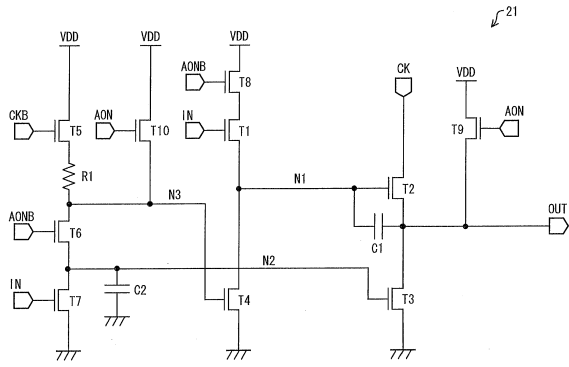 21
VDD
VDD
VDD
AONB
T8
CK
VDD
CKB
T5
AON
T10
IN
T1
T9
AON
R1
N3
N1
T2
C1
OUT
AONB
T6
N2
IN
T7
C2
T4
T3